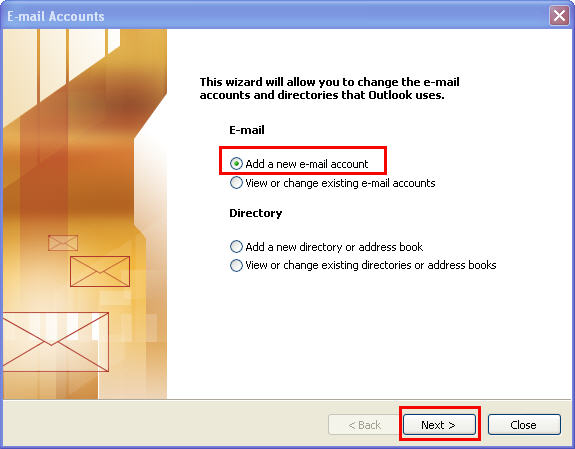 E-mail Accounts
This wizard will allow you to change the e-mail
accounts and directories that Outlook uses.
E-mail
Add a new e-mail account
View or change existing e-mail accounts
Directory
Add a new directory or address book
View or change existing directories or address books
< Back Next > Close